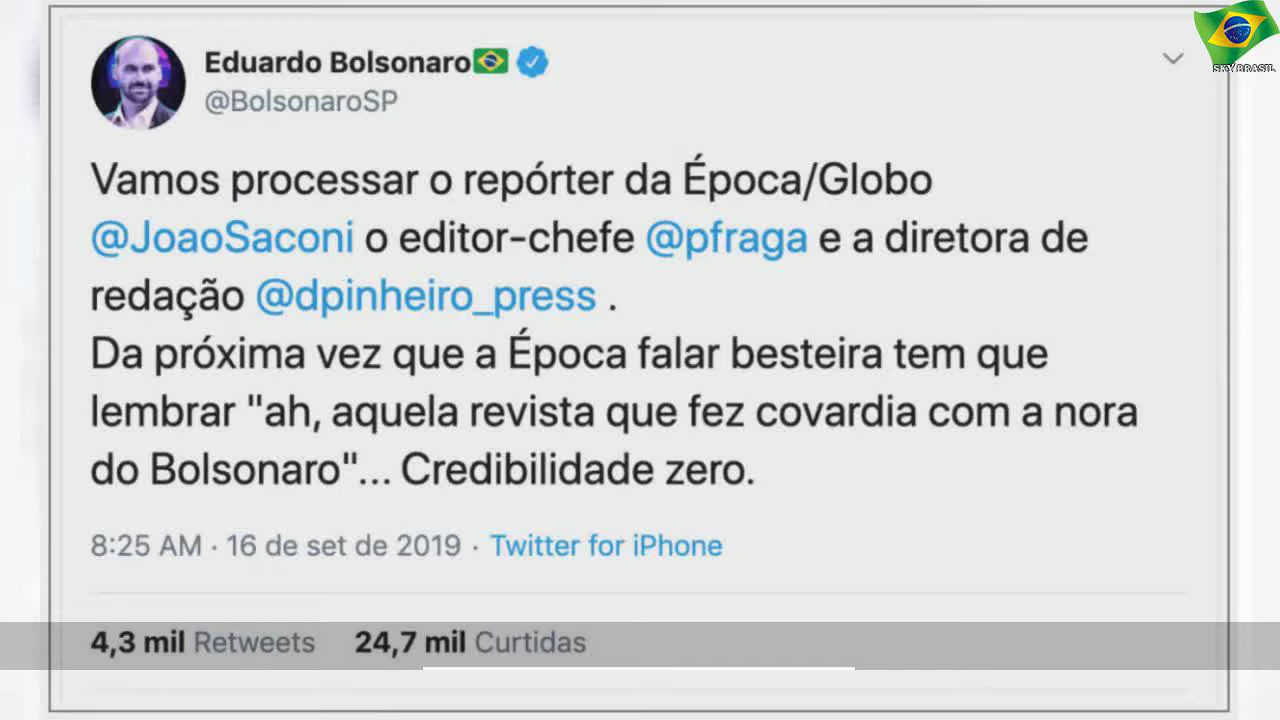 SKY BRASIL
Eduardo Bolsonaro
@BolsonaroSP
Vamos processar o repórter da Época/Globo
@JoaoSaconi o editor-chefe @pfraga e a diretora de
redação @dpinheiro_press .
Da próxima vez que a Época falar besteira tem que
lembrar "ah, aquela revista que fez covardia com a nora
do Bolsonaro"... Credibilidade zero.
8:25 AM · 16 de set de 2019 · Twitter for iPhone
4,3 mil Retweets 24,7 mil Curtidas